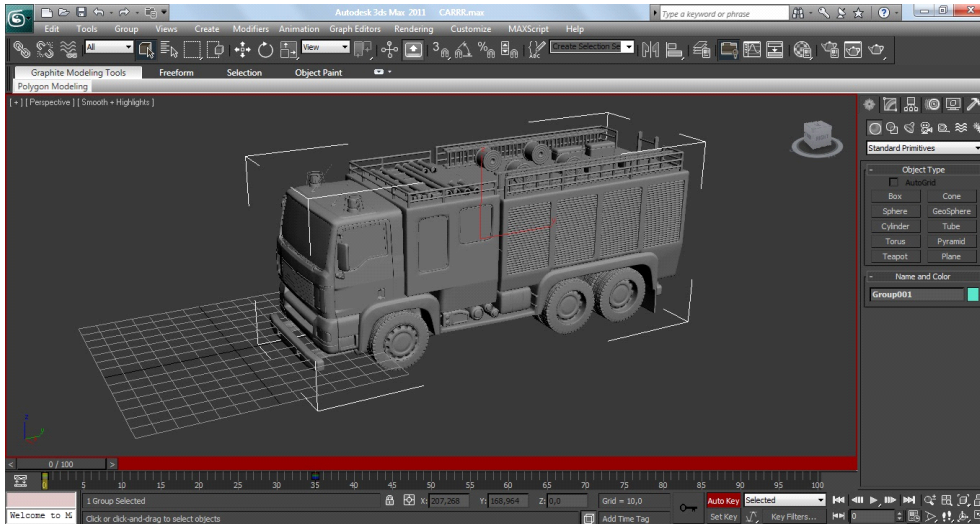 Autodesk 3ds Max 2011 CARRR.max
Type a keyword or phrase
Edit Tools Group Views Create Modifiers Animation Graph Editors Rendering Customize MAXScript Help
All View Create Selection Se
Graphite Modeling Tools Freeform Selection Object Paint
Polygon Modeling
[ + ] [ Perspective ] [ Smooth + Highlights ]
Standard Primitives
Object Type
AutoGrid
Box Cone
Sphere GeoSphere
Cylinder Tube
Torus Pyramid
Teapot Plane
Name and Color
Group001
0 / 100
0 5 10 15 20 25 30 35 40 45 50 55 60 65 70 75 80 85 90 95 100
1 Group Selected X: 207,268 Y: 168,964 Z: 0,0 Grid = 10,0 Auto Key Selected
Welcome to M Click or click-and-drag to select objects Add Time Tag Set Key Key Filters... 0